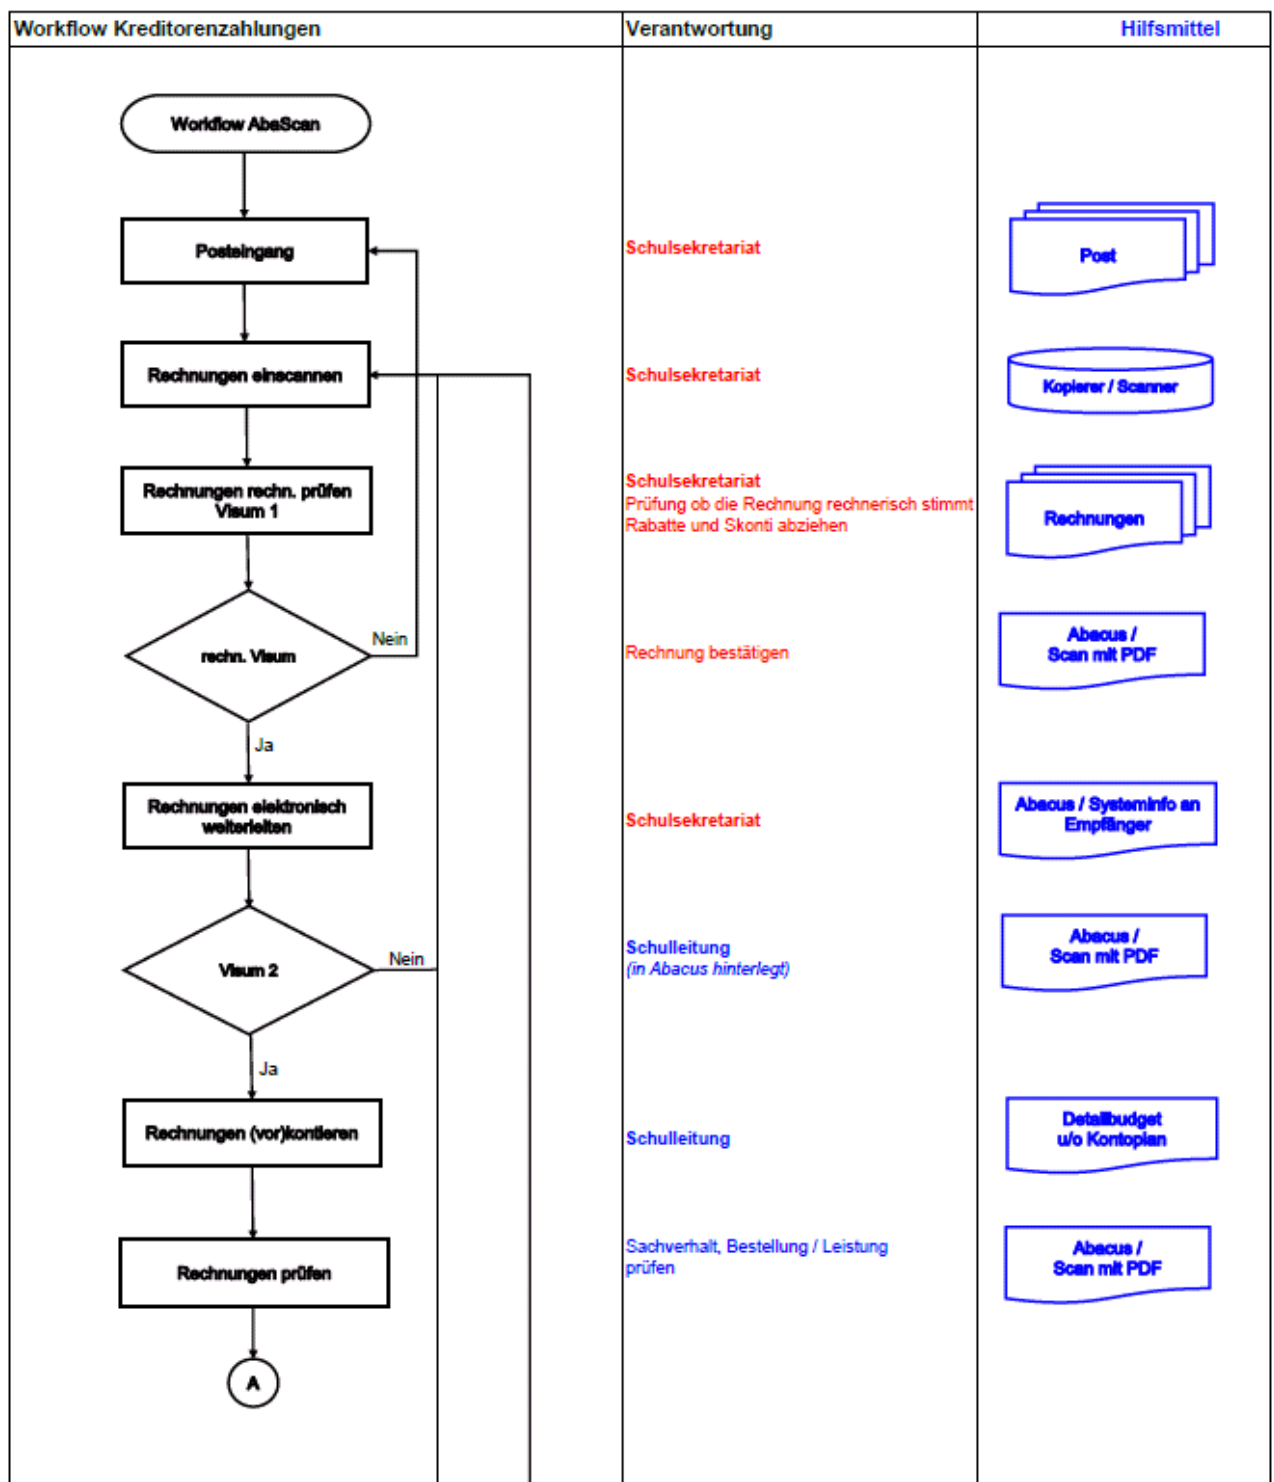 Workflow Kreditorenzahlungen
Verantwortung
Hilfsmittel
Workflow AbaScan
Posteingang
Schulsekretariat
Post
Rechnungen einscannen
Schulsekretariat
Kopierer / Scanner
Rechnungen rechn. prüfen
Visum 1
Schulsekretariat
Prüfung ob die Rechnung rechnerisch stimmt
Rabatte und Skonti abziehen
Rechnungen
rechn. Visum
Nein
Rechnung bestätigen
Abacus /
Scan mit PDF
Ja
Rechnungen elektronisch
weiterleiten
Schulsekretariat
Abacus / Systeminfo an
Empfänger
Visum 2
Nein
Schulleitung
(in Abacus hinterlegt)
Abacus /
Scan mit PDF
Ja
Rechnungen (vor)kontieren
Schulleitung
Detailbudget
u/o Kontoplan
Rechnungen prüfen
Sachverhalt, Bestellung / Leistung
prüfen
Abacus /
Scan mit PDF
A